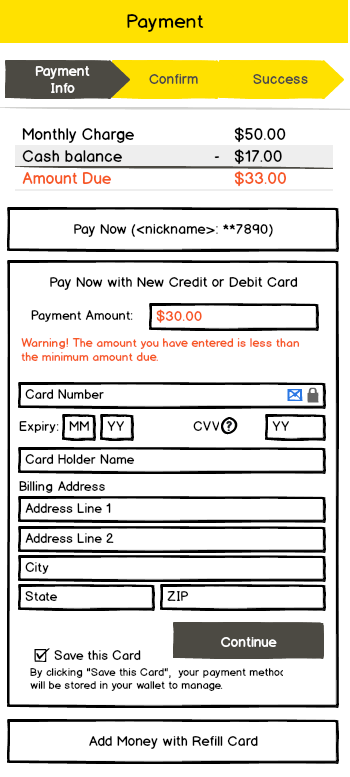 Payment
Payment Info
Confirm
Success
Monthly Charge $50.00
Cash balance - $17.00
Amount Due $33.00
Pay Now (<nickname>: **7890)
Pay Now with New Credit or Debit Card
Payment Amount: $30.00
Warning! The amount you have entered is less than
the minimum amount due.
Card Number
Expiry: MM YY CVV ? YY
Card Holder Name
Billing Address
Address Line 1
Address Line 2
City
State ZIP
Continue
Save this Card
By clicking "Save this Card", your payment method
will be stored in your wallet to manage.
Add Money with Refill Card